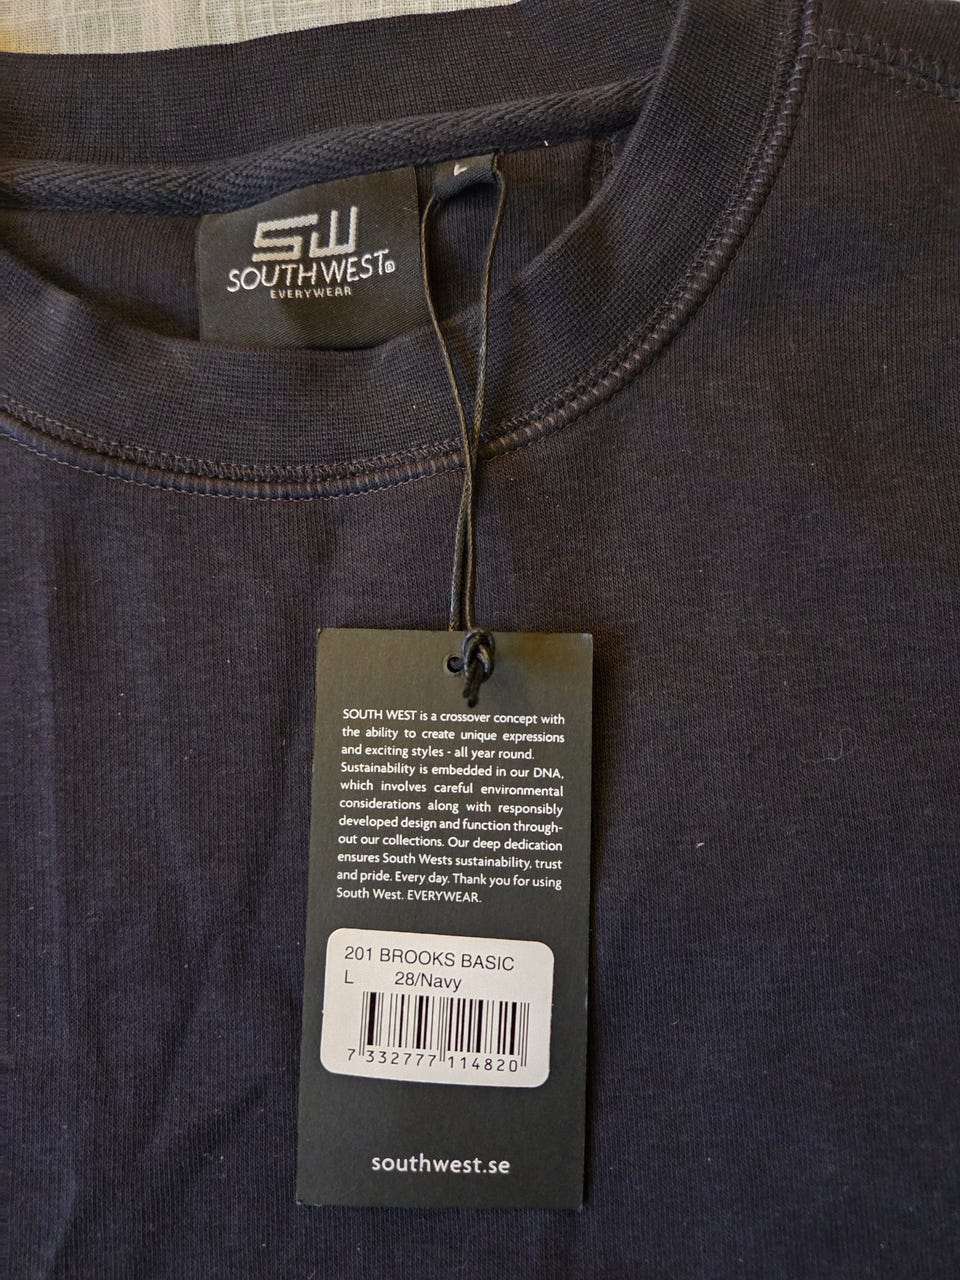 SW
SOUTH WEST®
EVERYWEAR
L
SOUTH WEST is a crossover concept with
the ability to create unique expressions
and exciting styles - all year round.
Sustainability is embedded in our DNA,
which involves careful environmental
considerations along with responsibly
developed design and function through-
out our collections. Our deep dedication
ensures South Wests sustainability, trust
and pride. Every day. Thank you for using
South West. EVERYWEAR.
201 BROOKS BASIC
L 28/Navy
7 332777 114820
southwest.se